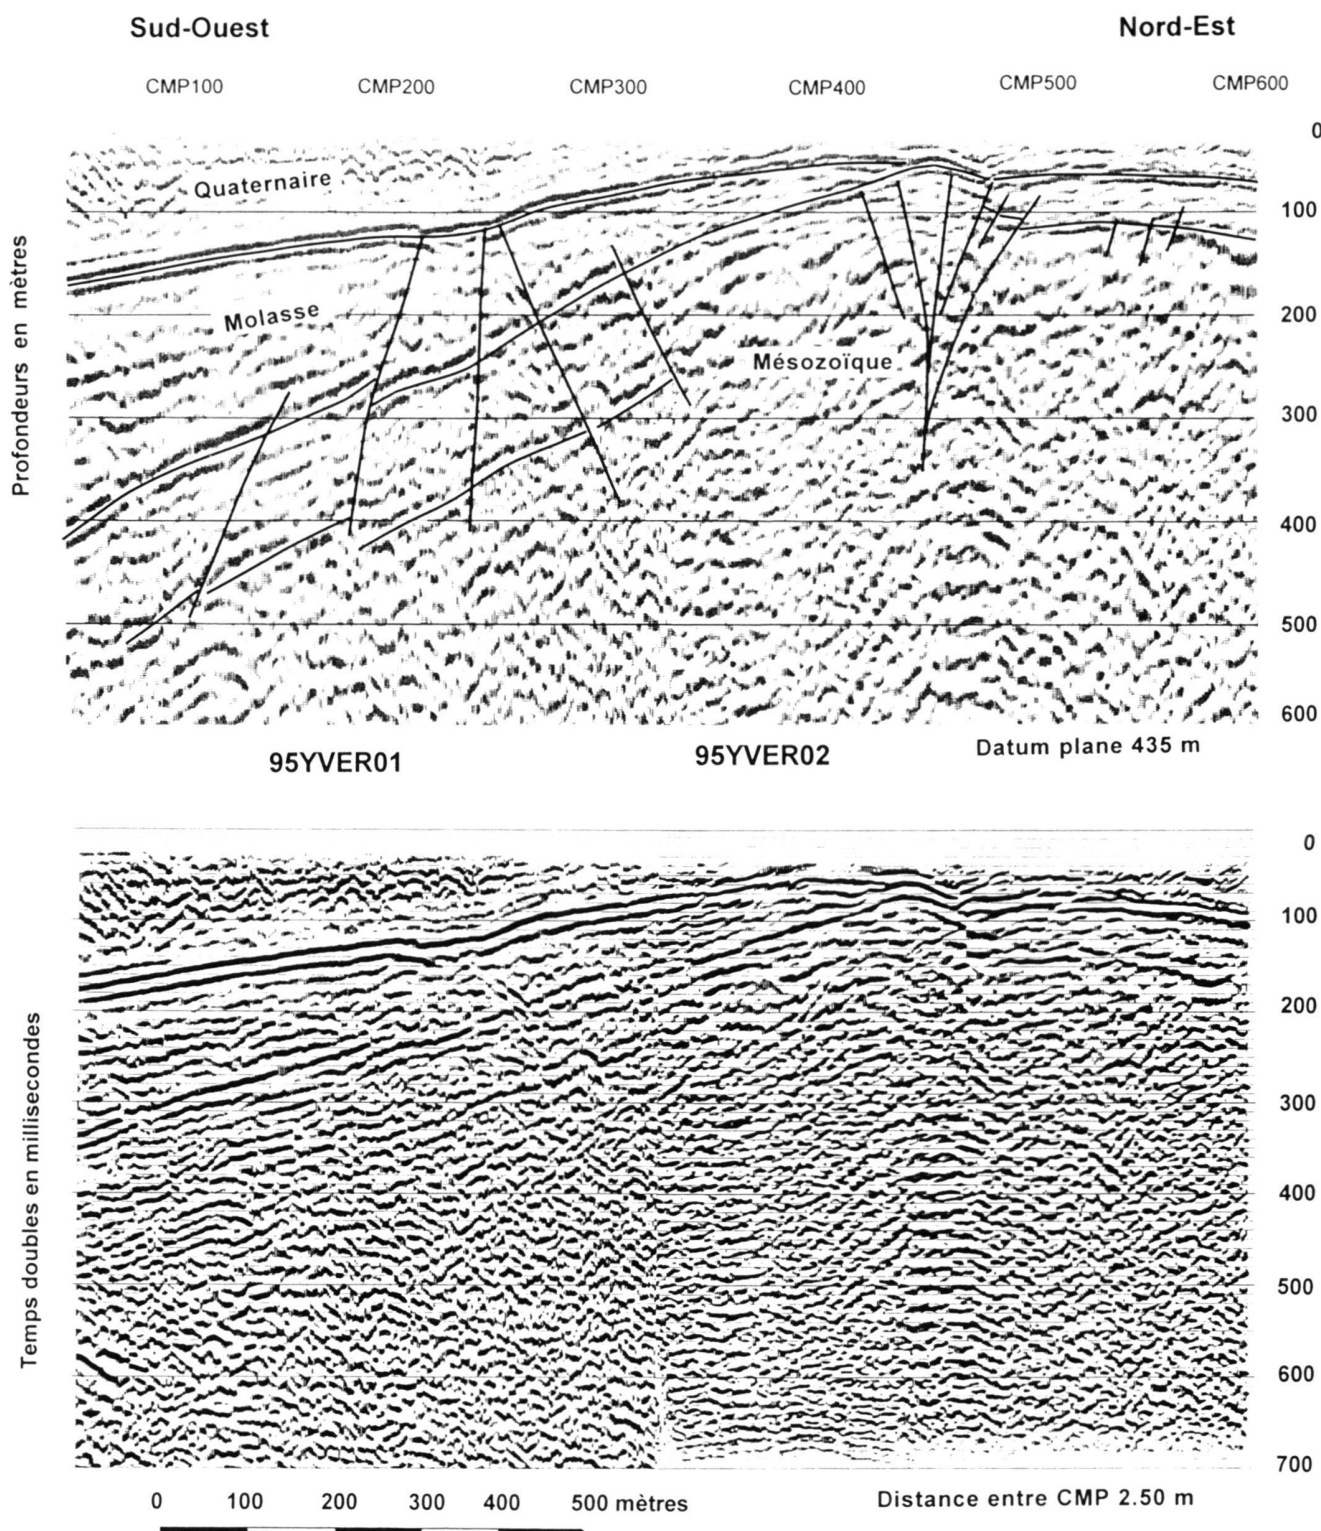 Sud-Ouest Nord-Est
CMP100 CMP200 CMP300 CMP400 CMP500 CMP600
0
Quaternaire
100
Molasse
200
Mésozoïque
300
400
500
600
Profondeurs en mètres
95YVER01 95YVER02 Datum plane 435 m
0
100
200
300
400
500
600
700
Temps doubles en millisecondes
0 100 200 300 400 500 mètres Distance entre CMP 2.50 m